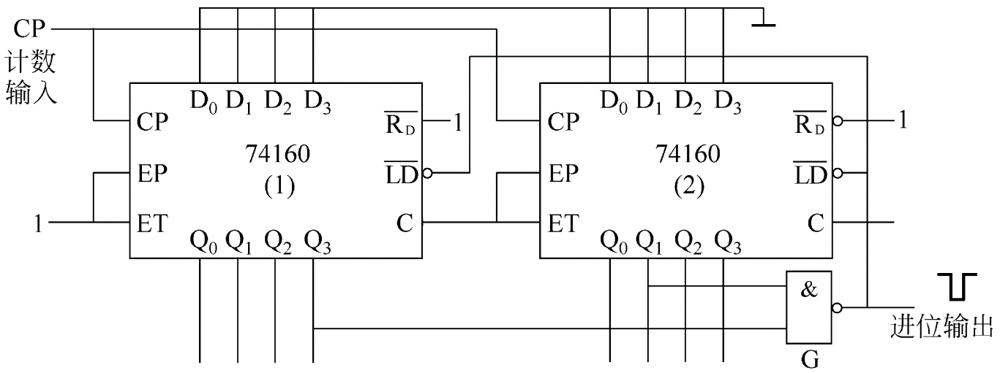 CP
计数
输入
D₀ D₁ D₂ D₃
CP
EP
ET
74160
(1)
R̅D̅
1
L̅D̅
C
1
Q₀ Q₁ Q₂ Q₃
D₀ D₁ D₂ D₃
CP
EP
ET
74160
(2)
R̅D̅
1
L̅D̅
C
Q₀ Q₁ Q₂ Q₃
&
G
进位输出